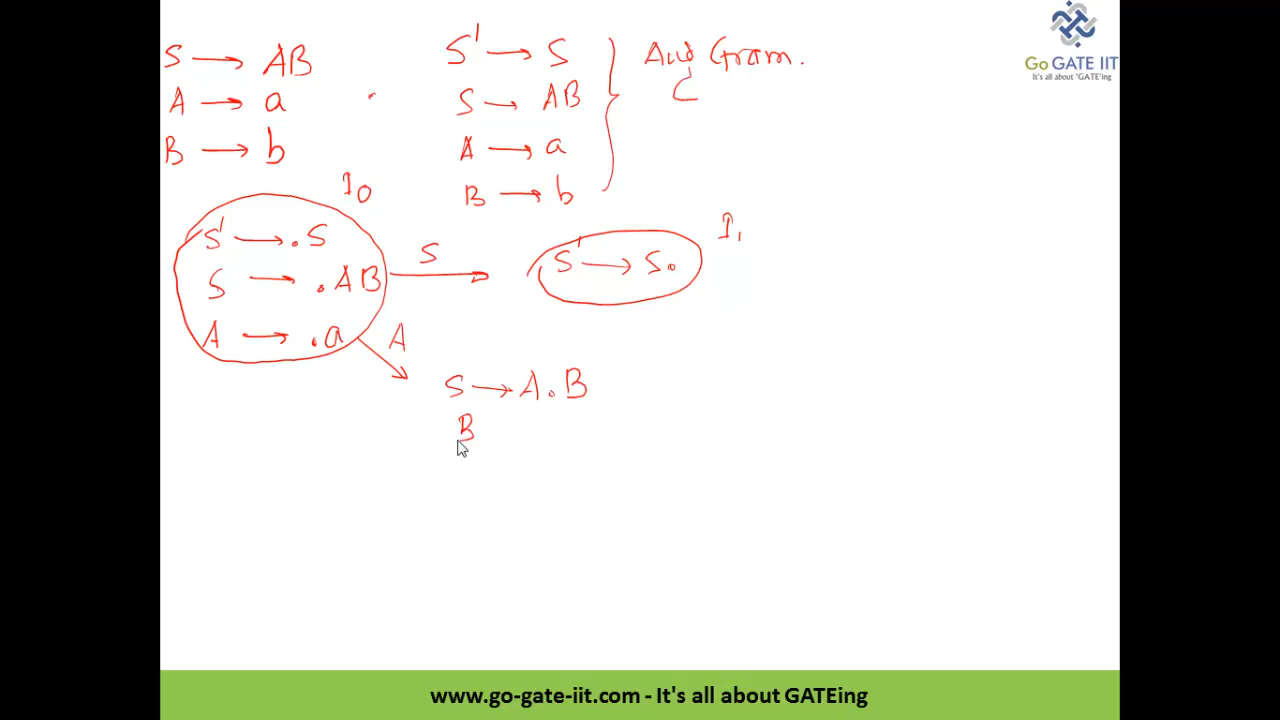 Go GATE IIT
It's all about 'GATE'ing
S → AB
A → a
B → b
S' → S
S → AB
A → a
B → b
Gram.
I0
S' → .S
S → .AB
A → .a
S
S' → S.
I1
A
S → A.B
B
www.go-gate-iit.com - It's all about GATEing